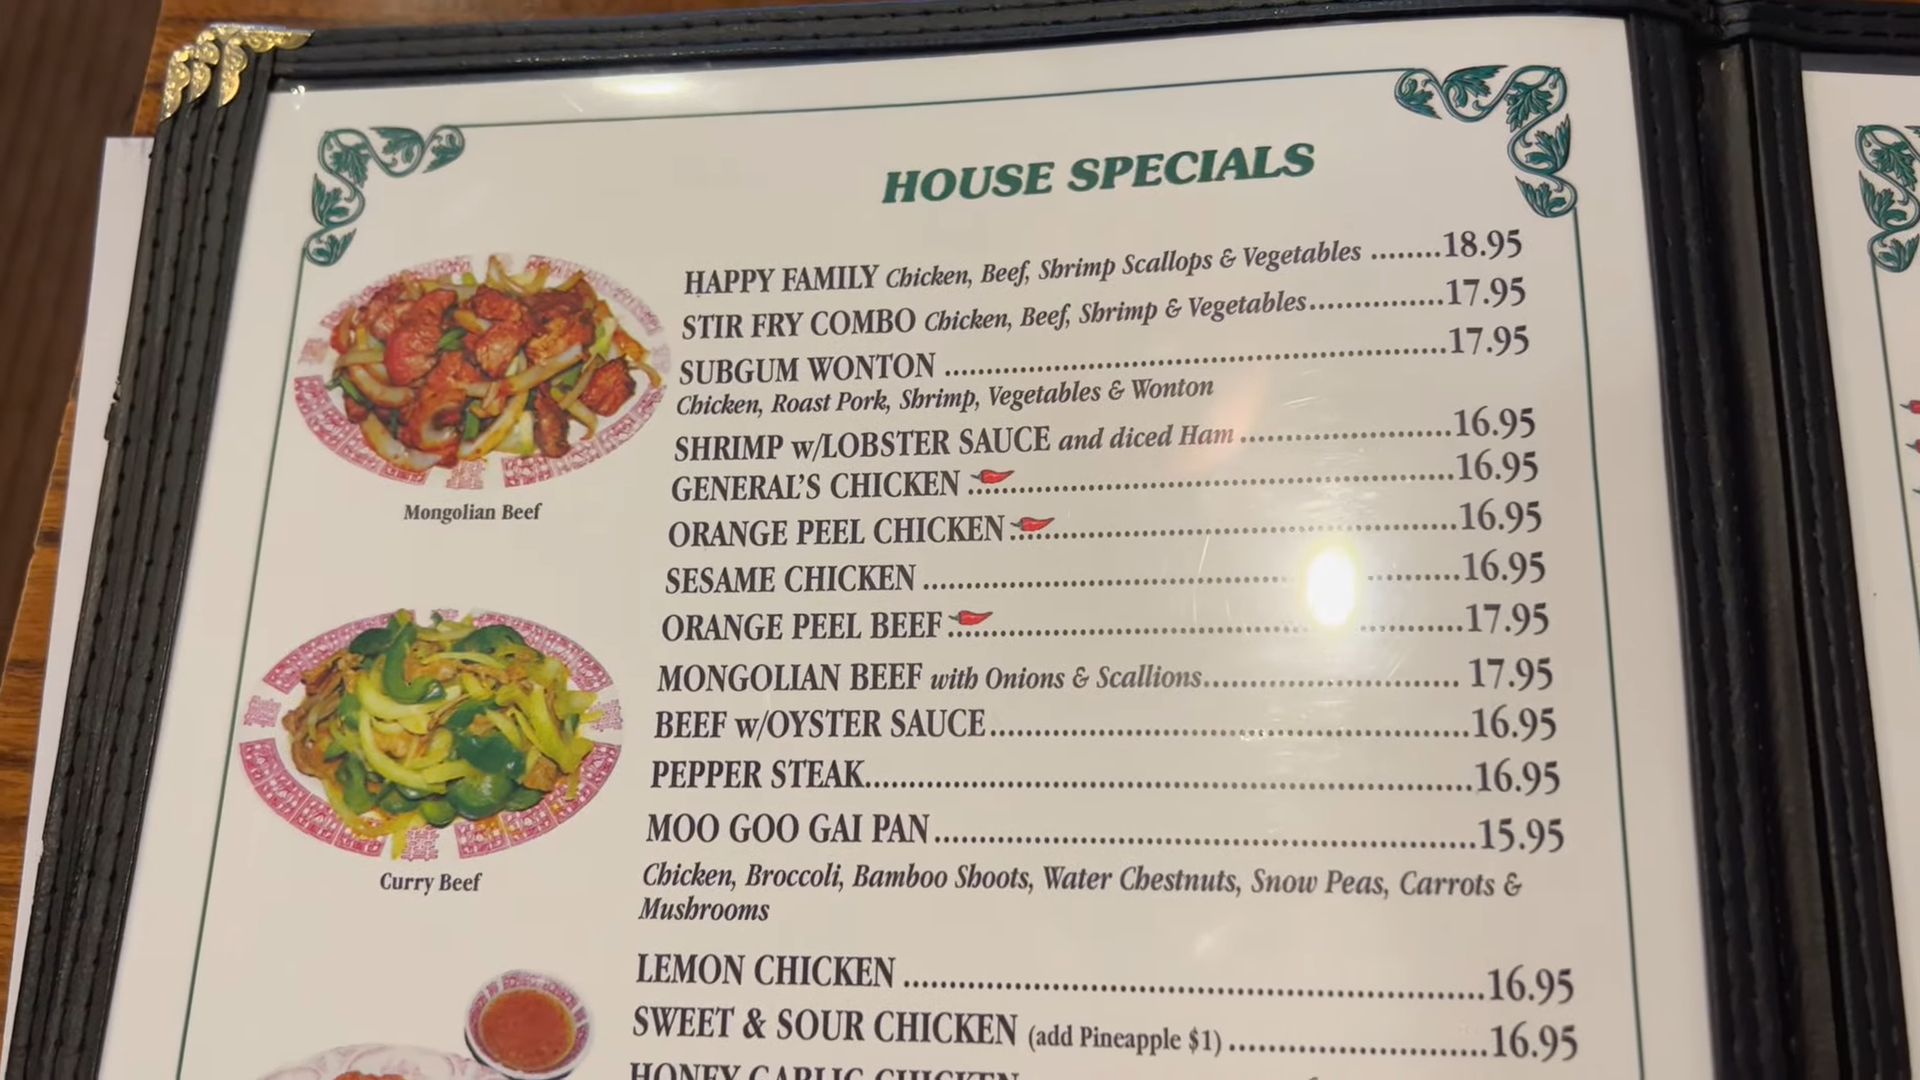 HOUSE SPECIALS
HAPPY FAMILY Chicken, Beef, Shrimp Scallops & Vegetables ........18.95
STIR FRY COMBO Chicken, Beef, Shrimp & Vegetables...............17.95
SUBGUM WONTON ..........................................................17.95
Chicken, Roast Pork, Shrimp, Vegetables & Wonton
SHRIMP w/LOBSTER SAUCE and diced Ham ........................16.95
GENERAL'S CHICKEN ........................................................16.95
ORANGE PEEL CHICKEN ...................................................16.95
SESAME CHICKEN .............................................................16.95
ORANGE PEEL BEEF ...........................................................17.95
MONGOLIAN BEEF with Onions & Scallions............................. 17.95
BEEF w/OYSTER SAUCE......................................................16.95
PEPPER STEAK....................................................................16.95
MOO GOO GAI PAN.............................................................15.95
Chicken, Broccoli, Bamboo Shoots, Water Chestnuts, Snow Peas, Carrots &
Mushrooms
LEMON CHICKEN ................................................................16.95
SWEET & SOUR CHICKEN (add Pineapple $1) ............................16.95
HONEY GARLIC CHICKEN
Mongolian Beef
Curry Beef